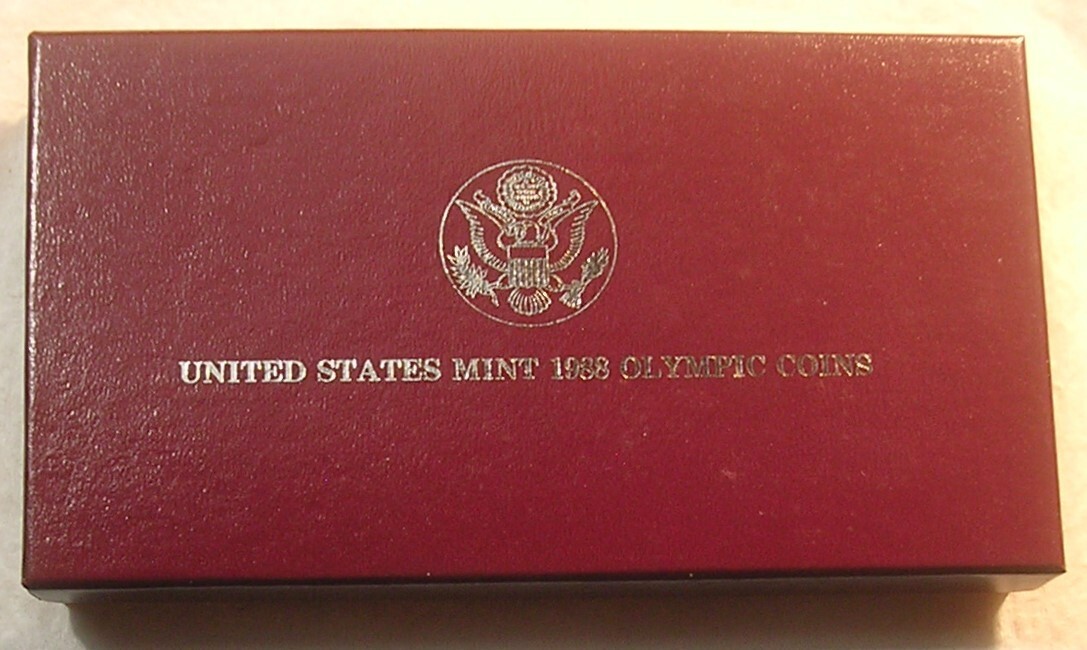 UNITED STATES MINT 1988 OLYMPIC COINS